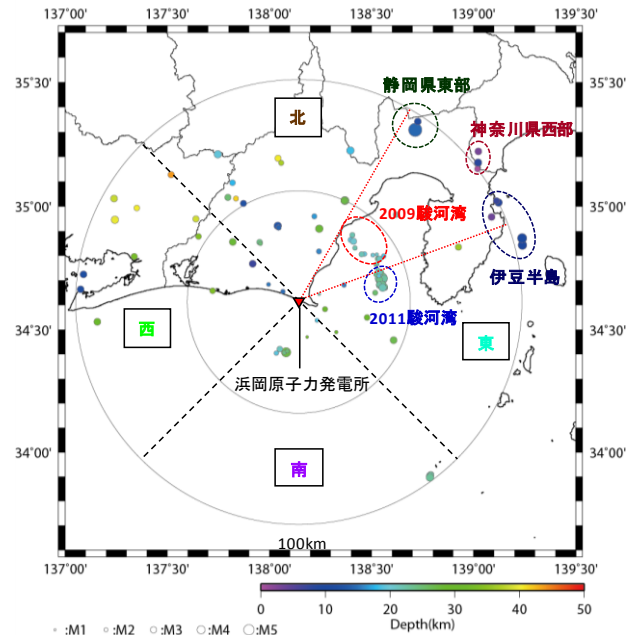 137°00' 137°30' 138°00' 138°30' 139°00' 139°30'
35°30' 35°30'
静岡県東部
北
神奈川県西部
35°00' 35°00'
2009駿河湾
伊豆半島
34°30' 34°30'
西
2011駿河湾
東
浜岡原子力発電所
34°00' 34°00'
南
100km
137°00' 137°30' 138°00' 138°30' 139°00' 139°30'
0 10 20 30 40 50
Depth(km)
:M1 :M2 :M3 :M4 :M5